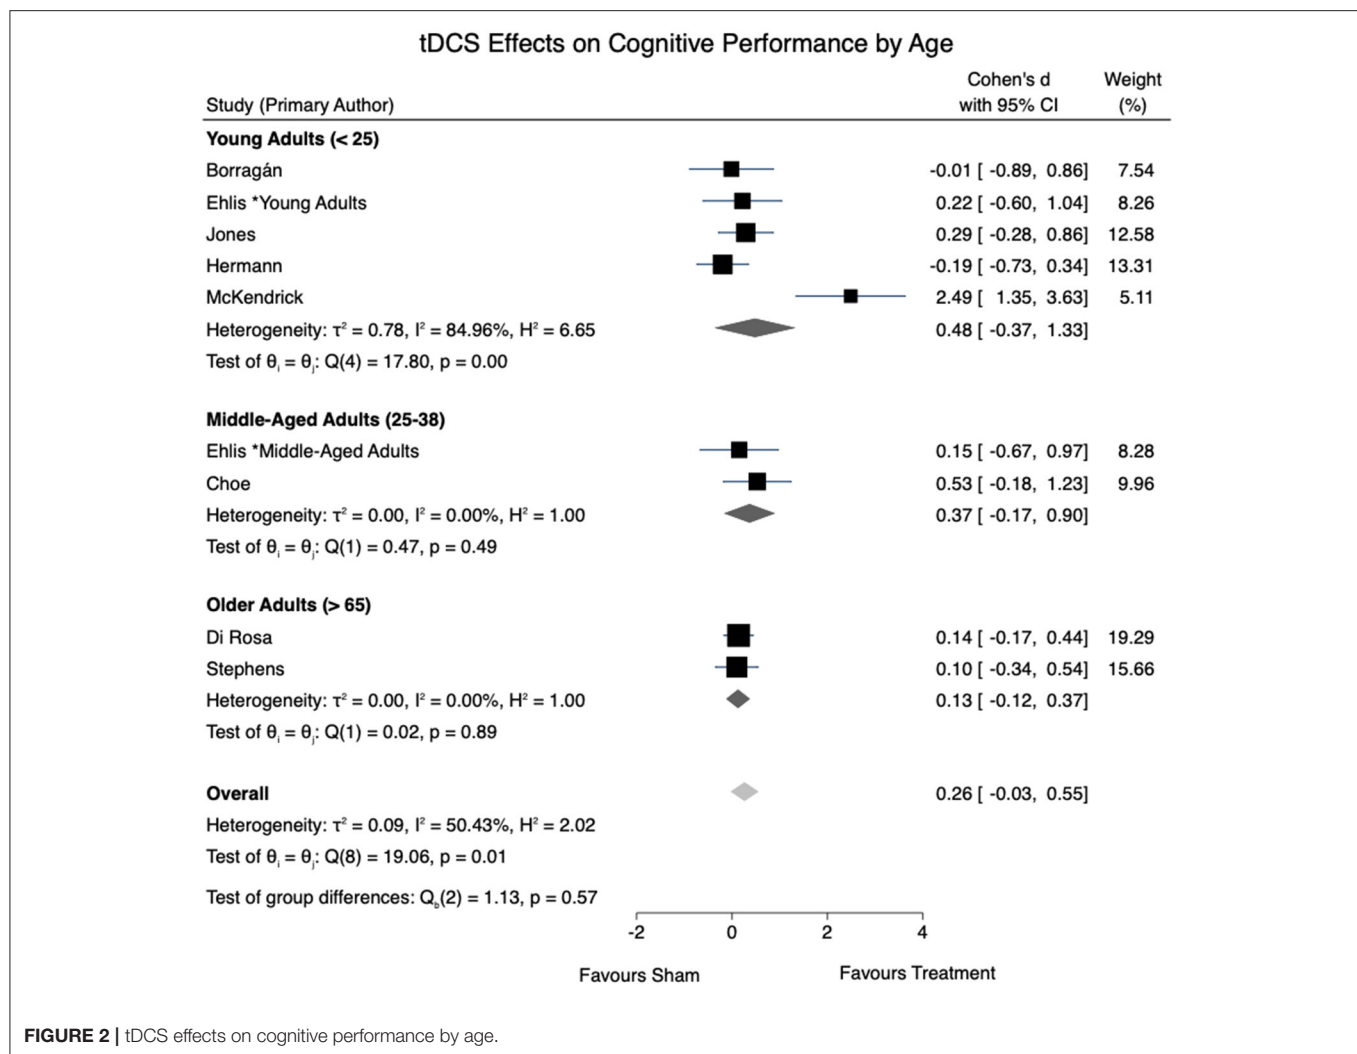 tDCS Effects on Cognitive Performance by Age
Cohen's d Weight
Study (Primary Author) with 95% CI (%)
Young Adults (< 25)
Borragán -0.01 [ -0.89, 0.86] 7.54
Ehlis *Young Adults 0.22 [ -0.60, 1.04] 8.26
Jones 0.29 [ -0.28, 0.86] 12.58
Hermann -0.19 [ -0.73, 0.34] 13.31
McKendrick 2.49 [ 1.35, 3.63] 5.11
Heterogeneity: τ² = 0.78, I² = 84.96%, H² = 6.65 0.48 [ -0.37, 1.33]
Test of θᵢ = θⱼ: Q(4) = 17.80, p = 0.00
Middle-Aged Adults (25-38)
Ehlis *Middle-Aged Adults 0.15 [ -0.67, 0.97] 8.28
Choe 0.53 [ -0.18, 1.23] 9.96
Heterogeneity: τ² = 0.00, I² = 0.00%, H² = 1.00 0.37 [ -0.17, 0.90]
Test of θᵢ = θⱼ: Q(1) = 0.47, p = 0.49
Older Adults (> 65)
Di Rosa 0.14 [ -0.17, 0.44] 19.29
Stephens 0.10 [ -0.34, 0.54] 15.66
Heterogeneity: τ² = 0.00, I² = 0.00%, H² = 1.00 0.13 [ -0.12, 0.37]
Test of θᵢ = θⱼ: Q(1) = 0.02, p = 0.89
Overall 0.26 [ -0.03, 0.55]
Heterogeneity: τ² = 0.09, I² = 50.43%, H² = 2.02
Test of θᵢ = θⱼ: Q(8) = 19.06, p = 0.01
Test of group differences: Q_b(2) = 1.13, p = 0.57
-2 0 2 4
Favours Sham Favours Treatment
FIGURE 2 | tDCS effects on cognitive performance by age.